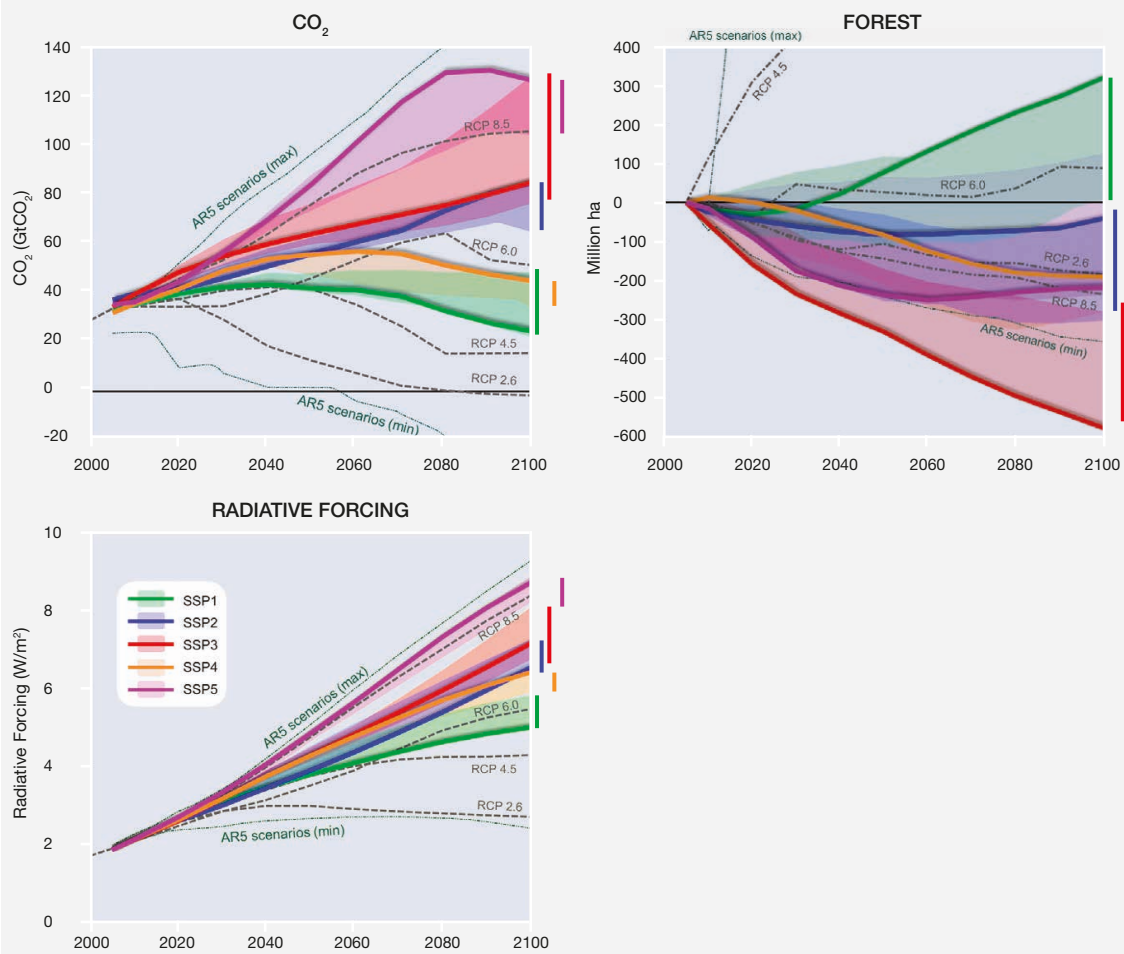 CO₂
140
120
100
80
60
40
20
0
-20
CO₂ (GtCO₂)
AR5 scenarios (max)
RCP 8.5
RCP 6.0
RCP 4.5
RCP 2.6
AR5 scenarios (min)
2000 2020 2040 2060 2080 2100
FOREST
400
300
200
100
0
-100
-200
-300
-400
-500
-600
Million ha
AR5 scenarios (max)
RCP 4.5
RCP 6.0
RCP 2.6
RCP 8.5
AR5 scenarios (min)
2000 2020 2040 2060 2080 2100
RADIATIVE FORCING
10
8
6
4
2
0
Radiative Forcing (W/m²)
SSP1
SSP2
SSP3
SSP4
SSP5
AR5 scenarios (max)
RCP 8.5
RCP 6.0
RCP 4.5
RCP 2.6
AR5 scenarios (min)
2000 2020 2040 2060 2080 2100